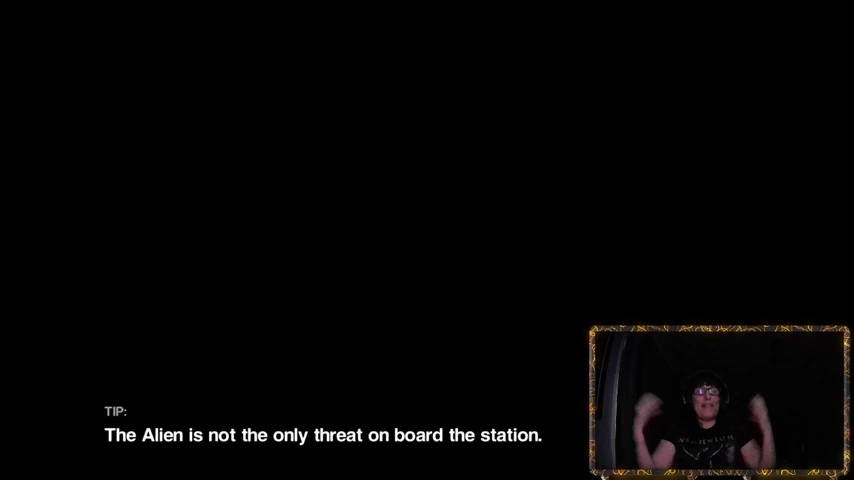 TIP:
The Alien is not the only threat on board the station.